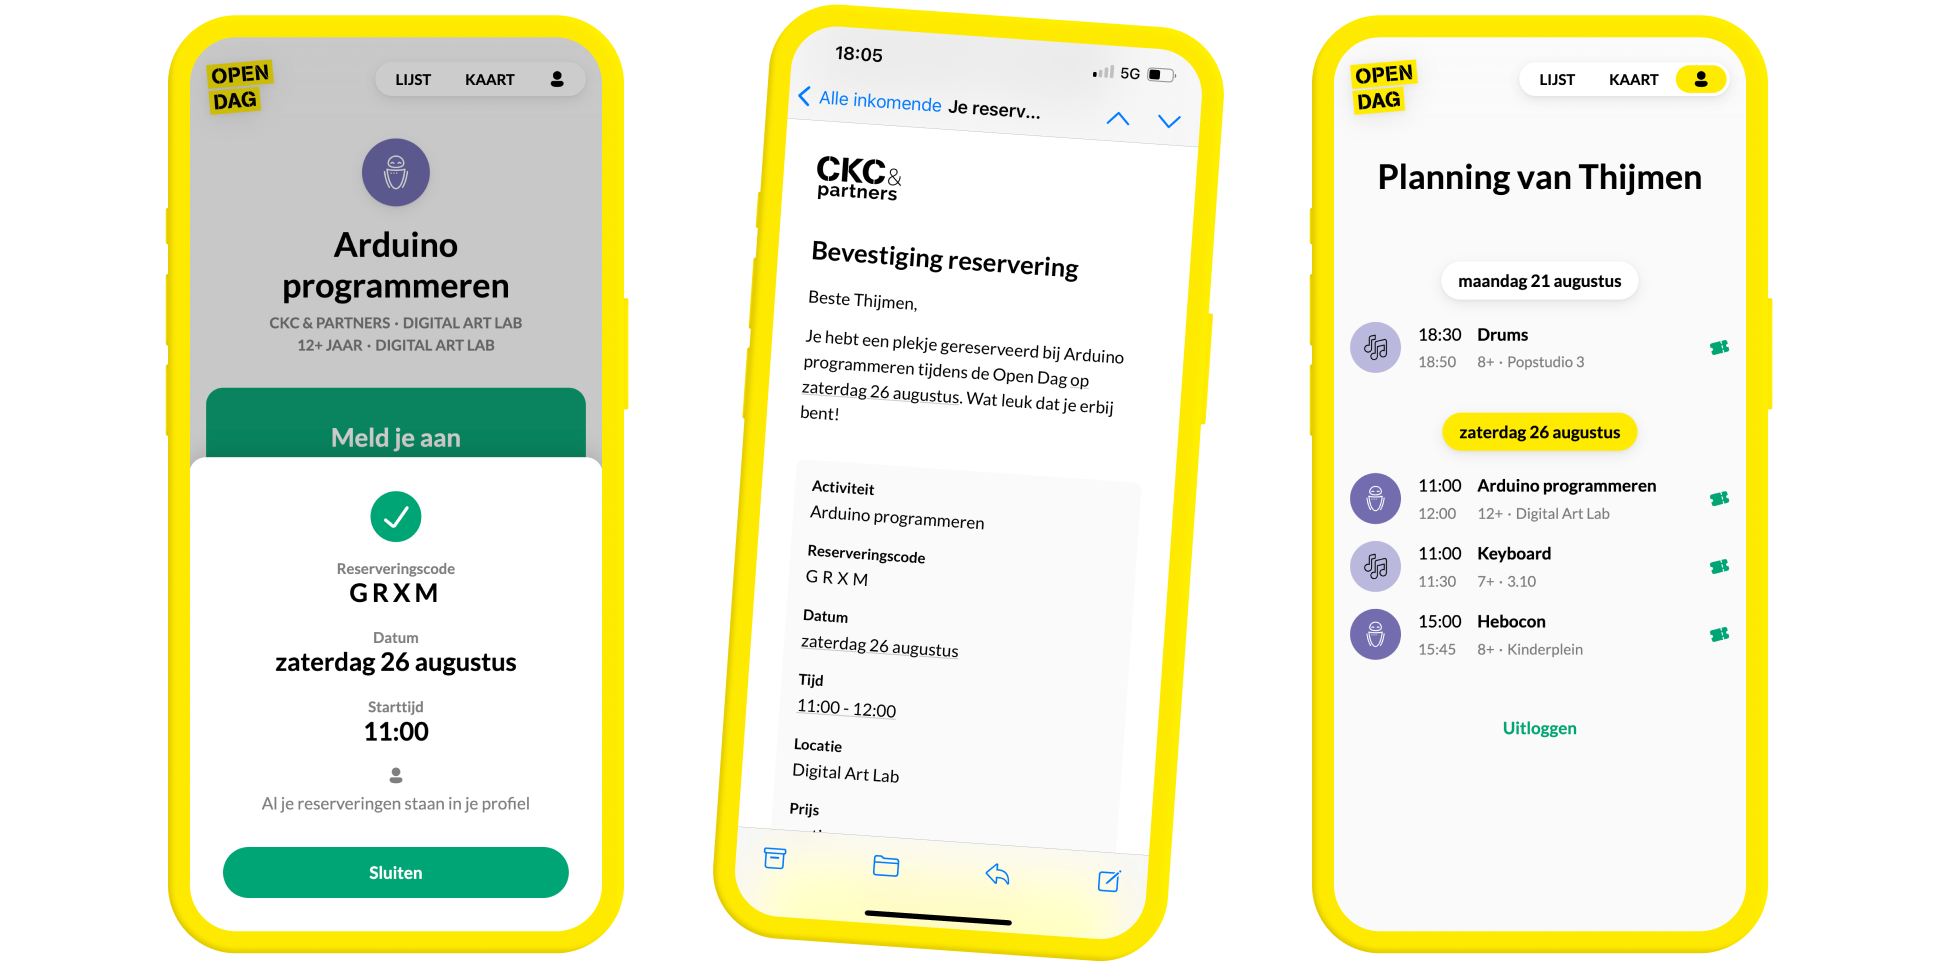 OPEN
DAG
LIJST KAART
Arduino
programmeren
CKC & PARTNERS · DIGITAL ART LAB
12+ JAAR · DIGITAL ART LAB
Meld je aan
Reserveringscode
G R X M
Datum
zaterdag 26 augustus
Starttijd
11:00
Al je reserveringen staan in je profiel
Sluiten
18:05
5G
Alle inkomende Je reserv...
CKC&
partners
Bevestiging reservering
Beste Thijmen,
Je hebt een plekje gereserveerd bij Arduino
programmeren tijdens de Open Dag op
zaterdag 26 augustus. Wat leuk dat je erbij
bent!
Activiteit
Arduino programmeren
Reserveringscode
G R X M
Datum
zaterdag 26 augustus
Tijd
11:00 - 12:00
Locatie
Digital Art Lab
Prijs
OPEN
DAG
LIJST KAART
Planning van Thijmen
maandag 21 augustus
18:30 Drums
18:50 8+ · Popstudio 3
zaterdag 26 augustus
11:00 Arduino programmeren
12:00 12+ · Digital Art Lab
11:00 Keyboard
11:30 7+ · 3.10
15:00 Hebocon
15:45 8+ · Kinderplein
Uitloggen